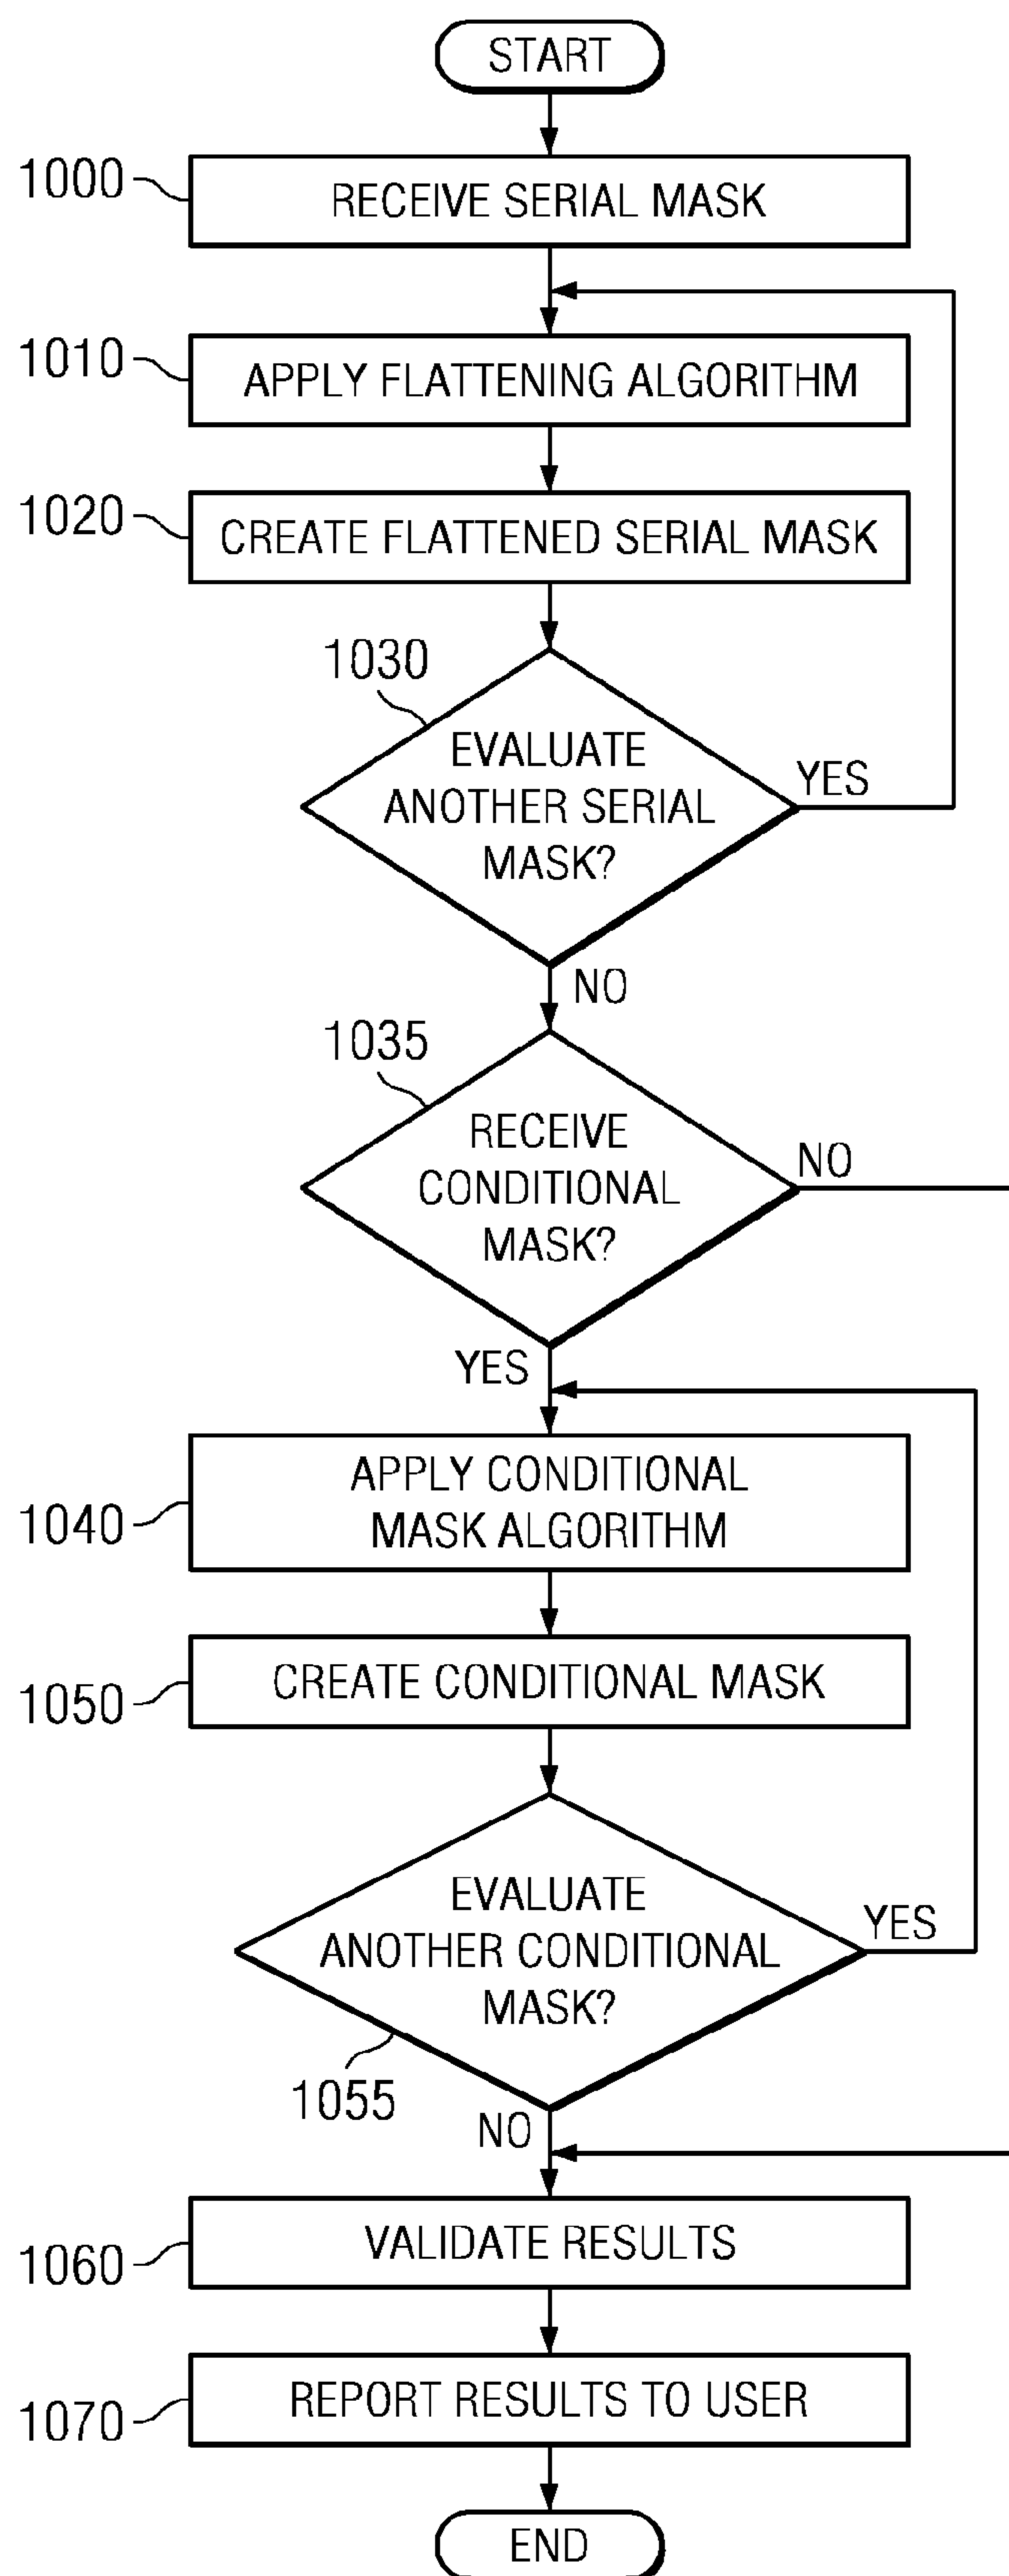 START
1000
RECEIVE SERIAL MASK
1010
APPLY FLATTENING ALGORITHM
1020
CREATE FLATTENED SERIAL MASK
1030
EVALUATE
ANOTHER SERIAL
MASK?
YES
NO
1035
RECEIVE
CONDITIONAL
MASK?
NO
YES
1040
APPLY CONDITIONAL
MASK ALGORITHM
1050
CREATE CONDITIONAL MASK
EVALUATE
ANOTHER CONDITIONAL
MASK?
YES
1055
NO
1060
VALIDATE RESULTS
1070
REPORT RESULTS TO USER
END